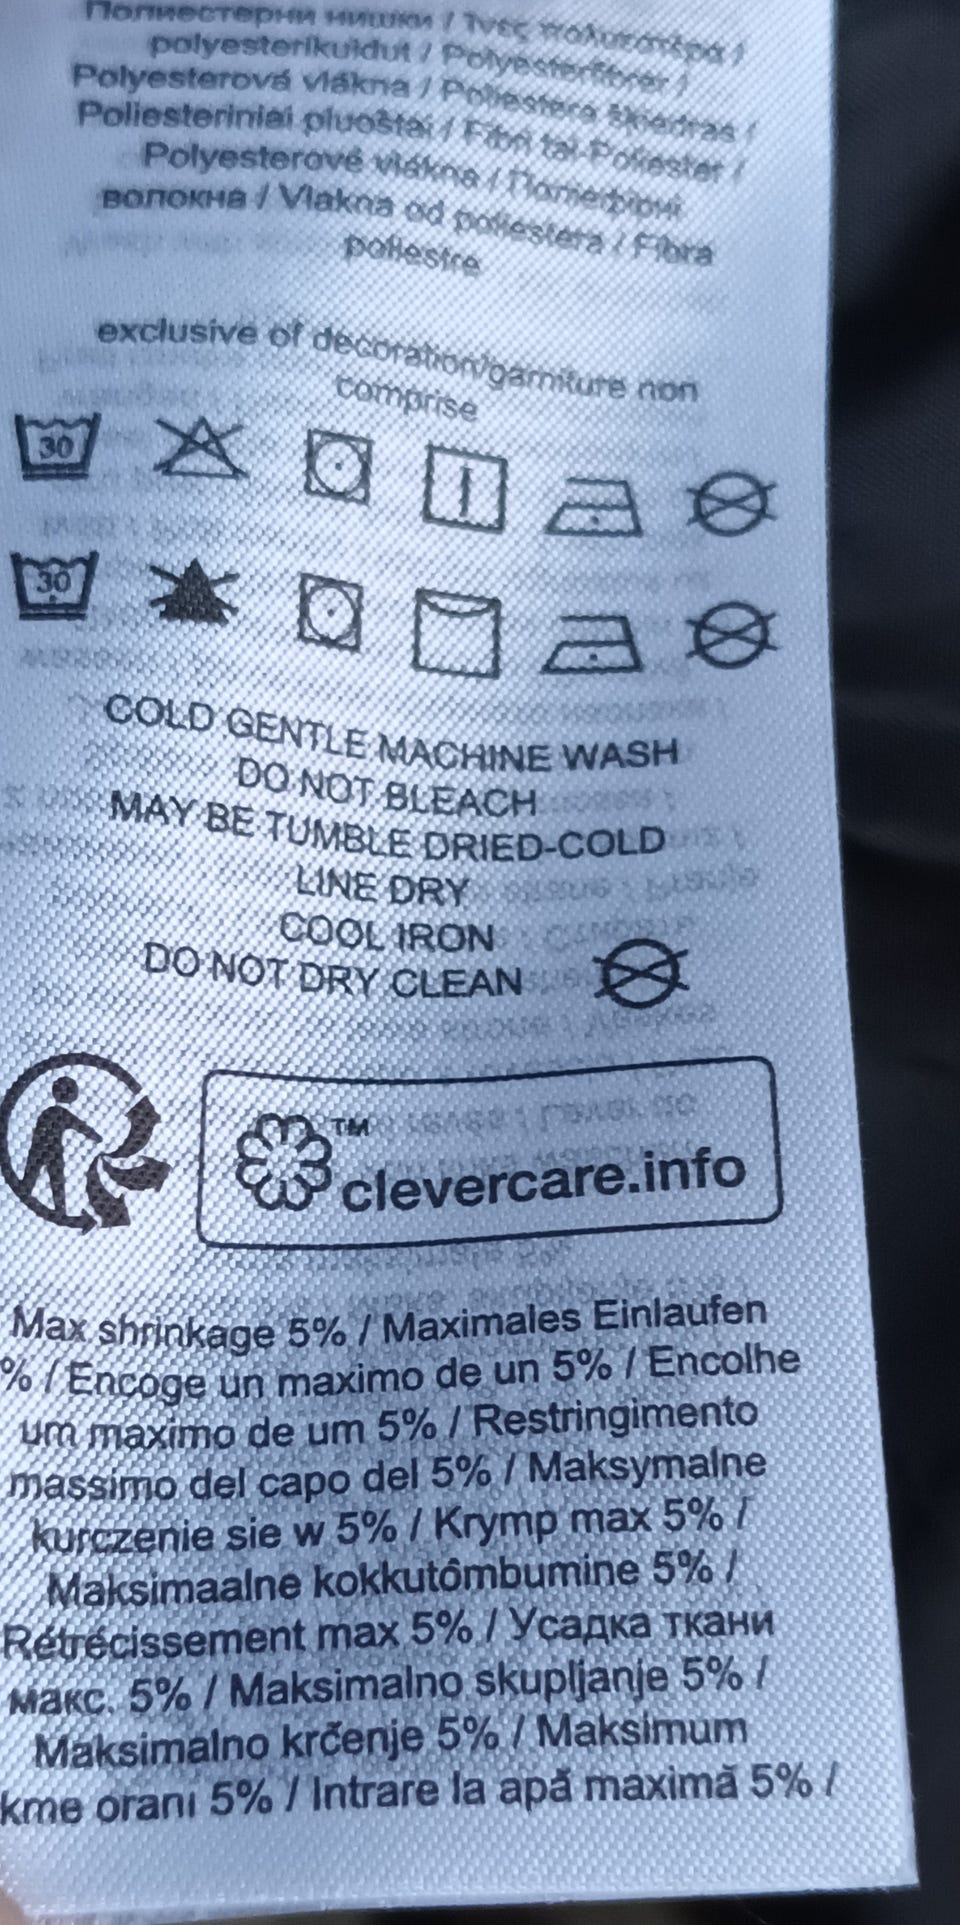 Полиестерни нишки / Ίνες πολυεστέρα /
polyesterikuidut / Polyesterfibrer /
Polyesterová vlákna / Poliestera šķiedras /
Poliesteriniai pluoštai / Fibri tal-Poliester /
Polyesterové vlákna / Поліефірні
волокна / Vlakna od poliestera / Fibra
poliestre
exclusive of decoration/garniture non
comprise
30
30
COLD GENTLE MACHINE WASH
DO NOT BLEACH
MAY BE TUMBLE DRIED-COLD
LINE DRY
COOL IRON
DO NOT DRY CLEAN
™
clevercare.info
Max shrinkage 5% / Maximales Einlaufen
% / Encoge un maximo de un 5% / Encolhe
um maximo de um 5% / Restringimento
massimo del capo del 5% / Maksymalne
kurczenie sie w 5% / Krymp max 5% /
Maksimaalne kokkutõmbumine 5% /
Rétrécissement max 5% / Усадка ткани
макс. 5% / Maksimalno skupljanje 5% /
Maksimalno krčenje 5% / Maksimum
kme oranı 5% / Intrare la apă maximă 5% /